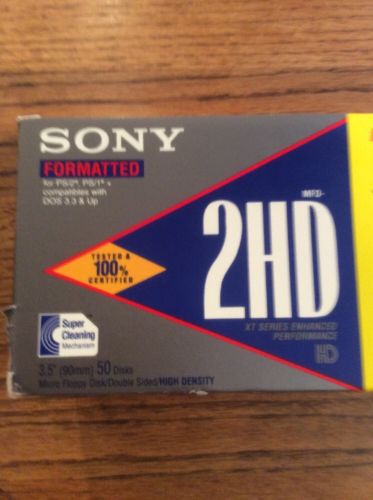 SONY
FORMATTED
for PS/2*, PS/1* &
compatibles with
DOS 3.3 & Up
MFD-
2HD
TESTED &
100%
CERTIFIED
XT SERIES ENHANCED
PERFORMANCE
HD
Super
Cleaning
Mechanism
3.5" (90mm) 50 Disks
Micro Floppy Disk/Double Sided/HIGH DENSITY